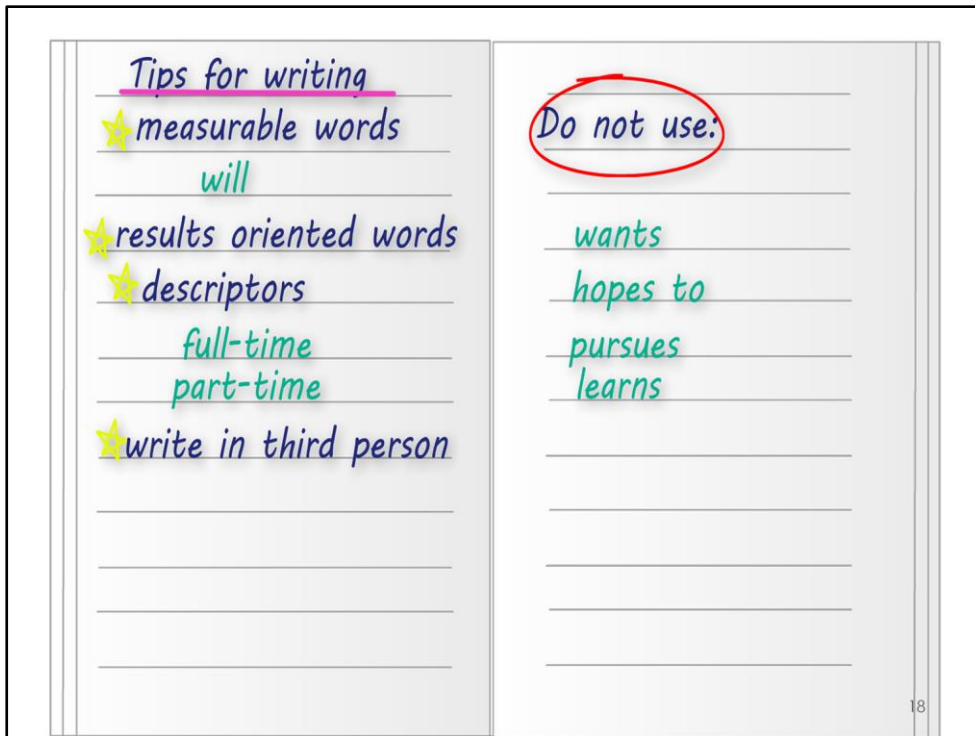 Tips for writing
measurable words
will
results oriented words
descriptors
full-time
part-time
write in third person
Do not use:
wants
hopes to
pursues
learns
18